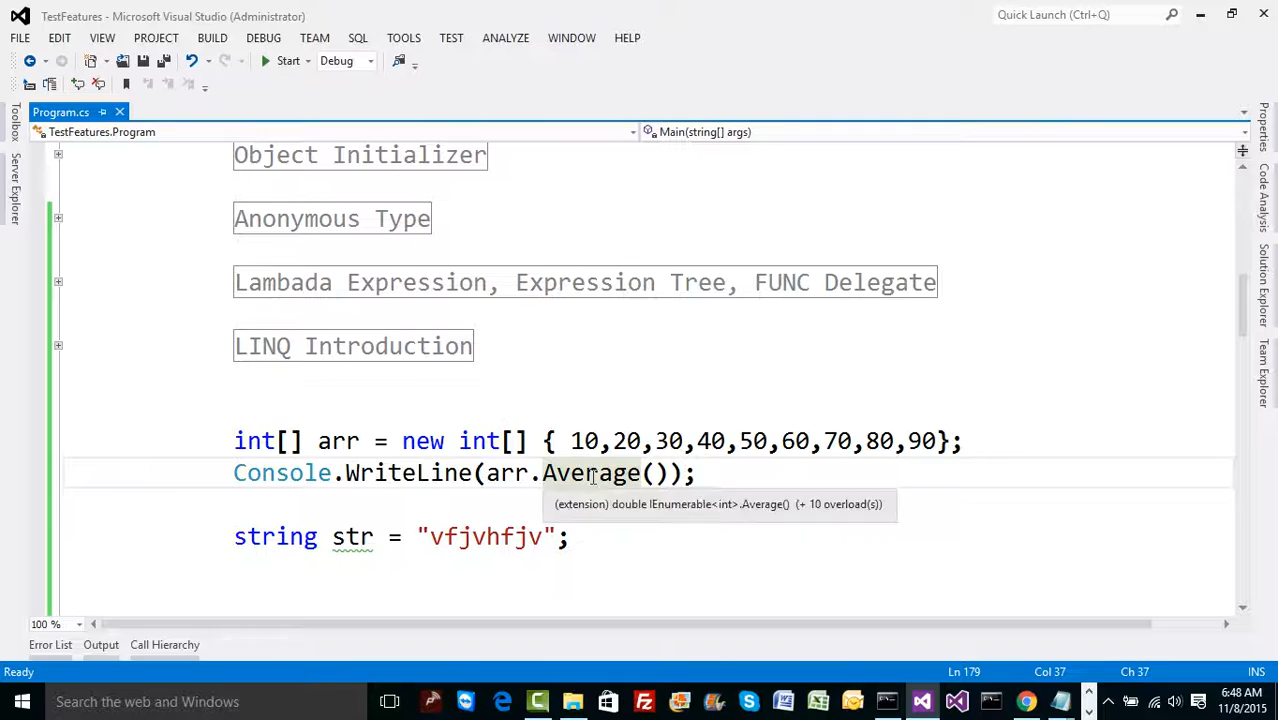 TestFeatures - Microsoft Visual Studio (Administrator)
Quick Launch (Ctrl+Q)
FILE EDIT VIEW PROJECT BUILD DEBUG TEAM SQL TOOLS TEST ANALYZE WINDOW HELP
Start Debug
Program.cs
TestFeatures.Program
Main(string[] args)
Toolbox
Server Explorer
Properties
Code Analysis
Solution Explorer
Team Explorer
Object Initializer
Anonymous Type
Lambada Expression, Expression Tree, FUNC Delegate
LINQ Introduction
int[] arr = new int[] { 10,20,30,40,50,60,70,80,90};
Console.WriteLine(arr.Average());
(extension) double IEnumerable<int>.Average() (+ 10 overload(s))
string str = "vfjvhfjv";
100 %
Error List Output Call Hierarchy
Ready Ln 179 Col 37 Ch 37 INS
Search the web and Windows
6:48 AM
11/8/2015